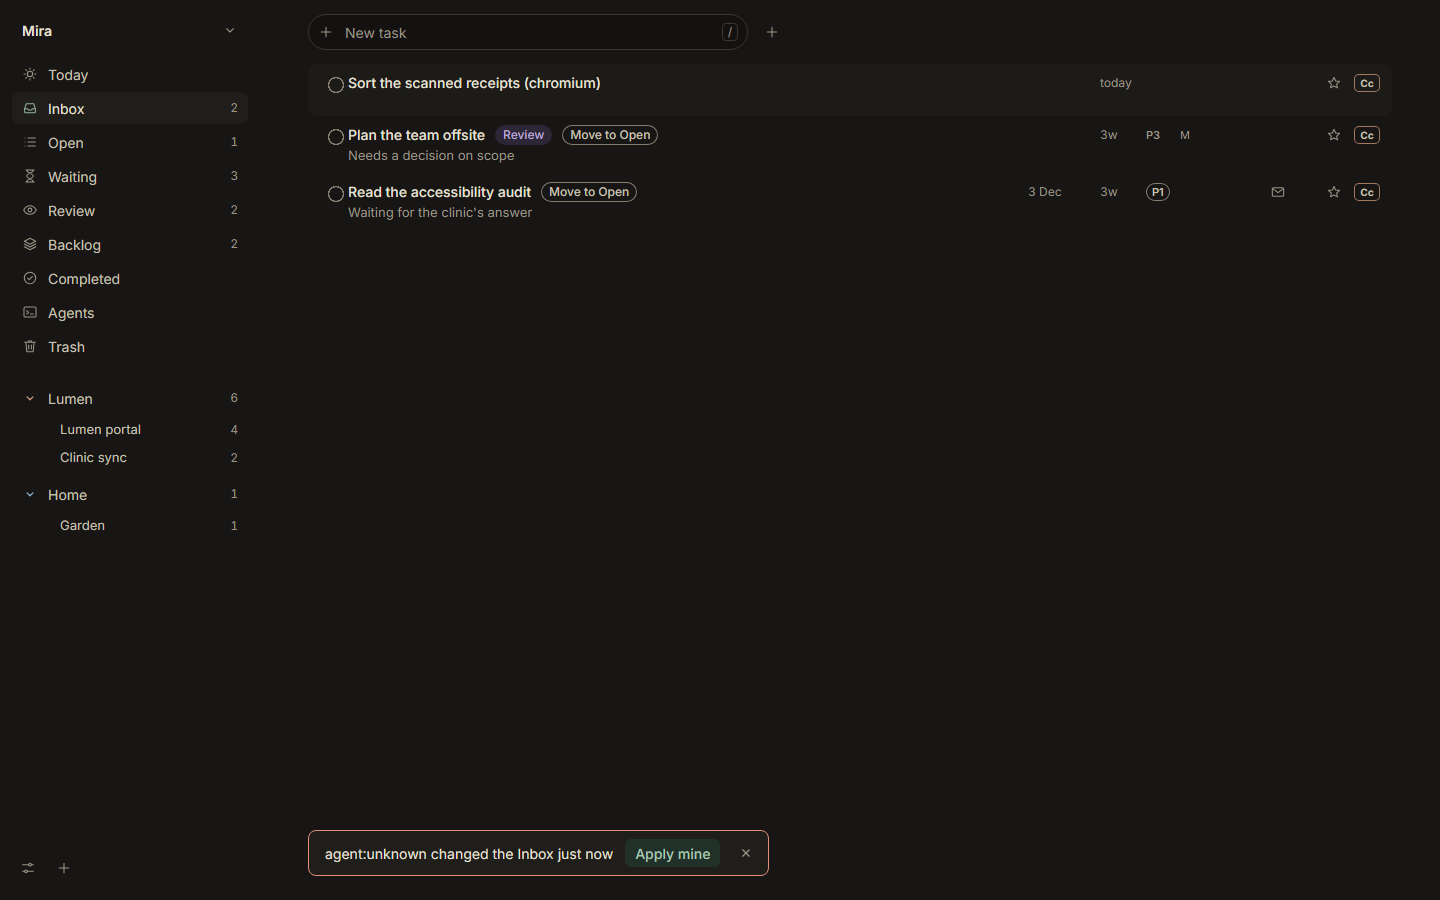 Mira
Today
Inbox 2
Open 1
Waiting 3
Review 2
Backlog 2
Completed
Agents
Trash
Lumen 6
Lumen portal 4
Clinic sync 2
Home 1
Garden 1
New task /
Sort the scanned receipts (chromium) today Cc
Plan the team offsite Review Move to Open 3w P3 M Cc
Needs a decision on scope
Read the accessibility audit Move to Open 3 Dec 3w P1 Cc
Waiting for the clinic's answer
agent:unknown changed the Inbox just now Apply mine